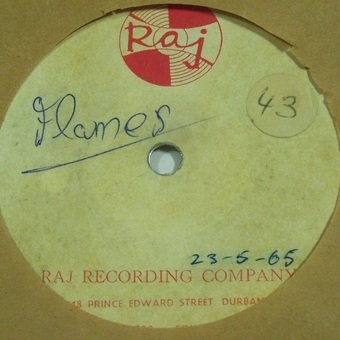 Raj
Flames
43
23-5-65
RAJ RECORDING COMPANY
PRINCE EDWARD STREET, DURBAN